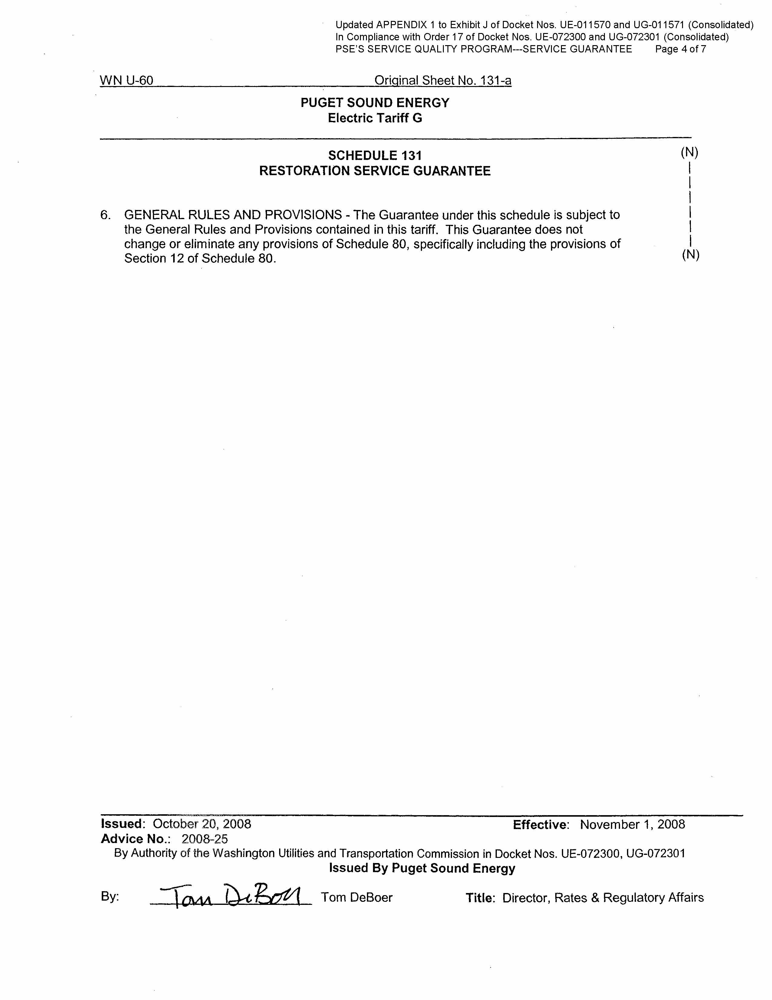 Updated APPENDIX 1 to Exhibit J of Docket Nos. UE-011570 and UG-011571 (Consolidated)
In Compliance with Order 17 of Docket Nos. UE-072300 and UG-072301 (Consolidated)
PSE'S SERVICE QUALITY PROGRAM---SERVICE GUARANTEE Page 4 of 7
WN U-60 Original Sheet No. 131-a
PUGET SOUND ENERGY
Electric Tariff G
SCHEDULE 131 (N)
RESTORATION SERVICE GUARANTEE |
|
|
6. GENERAL RULES AND PROVISIONS - The Guarantee under this schedule is subject to |
the General Rules and Provisions contained in this tariff. This Guarantee does not |
change or eliminate any provisions of Schedule 80, specifically including the provisions of |
Section 12 of Schedule 80. (N)
Issued: October 20, 2008 Effective: November 1, 2008
Advice No.: 2008-25
By Authority of the Washington Utilities and Transportation Commission in Docket Nos. UE-072300, UG-072301
Issued By Puget Sound Energy
By: Tom DeBoer Tom DeBoer Title: Director, Rates & Regulatory Affairs